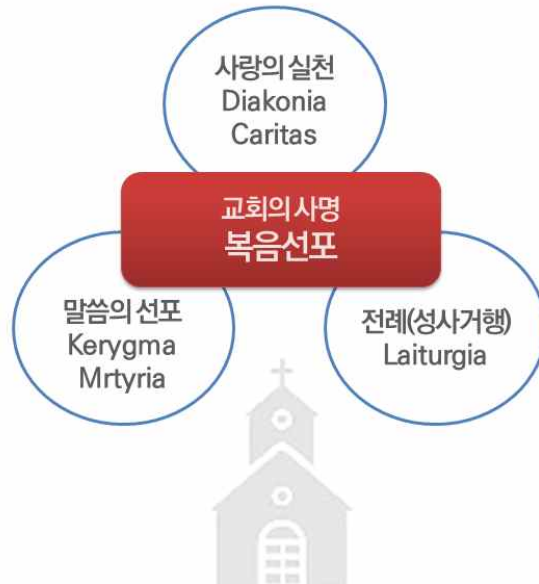 사랑의 실천
Diakonia
Caritas
교회의 사명
복음선포
말씀의 선포
Kerygma
Mrtyria
전례(성사거행)
Laiturgia